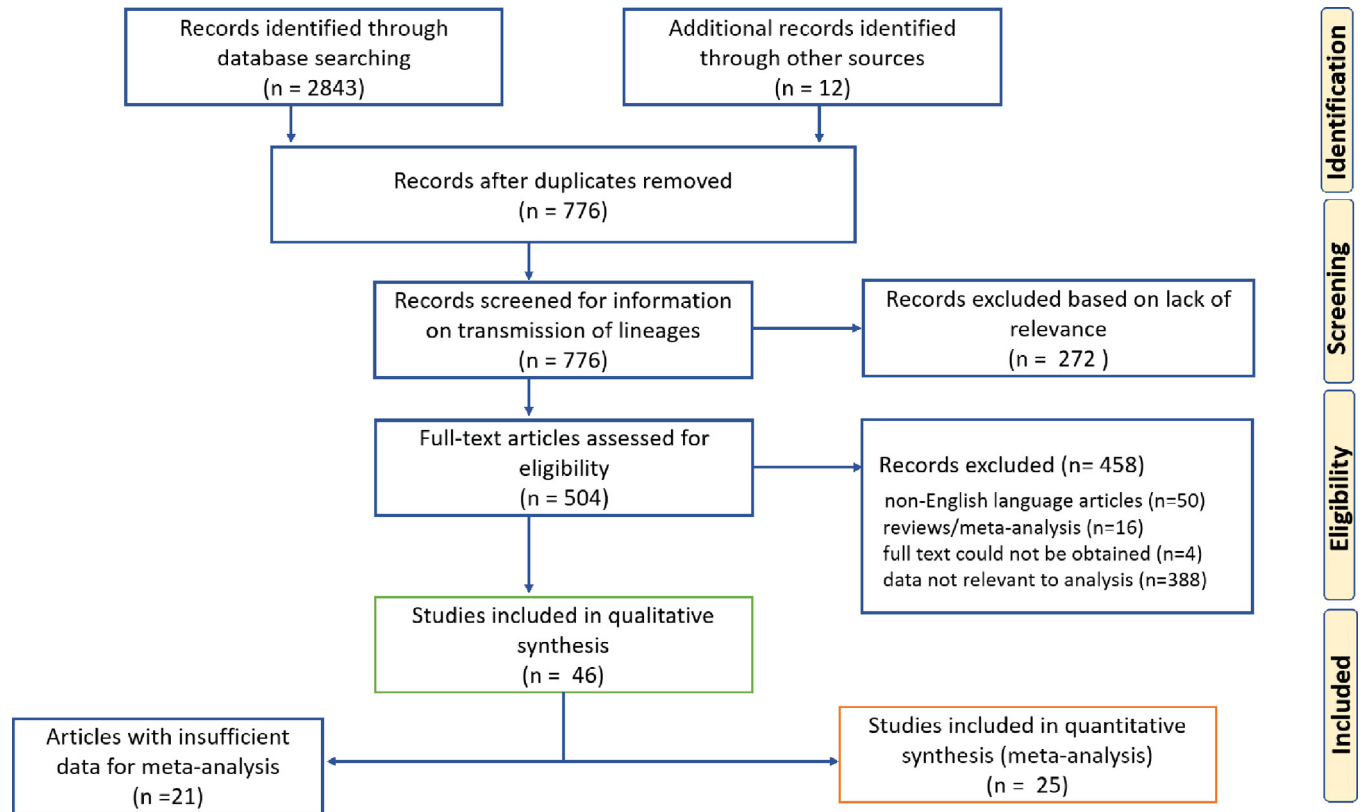 Records identified through
database searching
(n = 2843)
Additional records identified
through other sources
(n = 12)
Identification
Records after duplicates removed
(n = 776)
Screening
Records screened for information
on transmission of lineages
(n = 776)
Records excluded based on lack of
relevance
(n =  272 )
Full-text articles assessed for
eligibility
(n = 504)
Records excluded (n= 458)
non-English language articles (n=50)
reviews/meta-analysis (n=16)
full text could not be obtained (n=4)
data not relevant to analysis (n=388)
Eligibility
Studies included in qualitative
synthesis
(n =  46)
Included
Articles with insufficient
data for meta-analysis
(n =21)
Studies included in quantitative
synthesis (meta-analysis)
(n =  25)